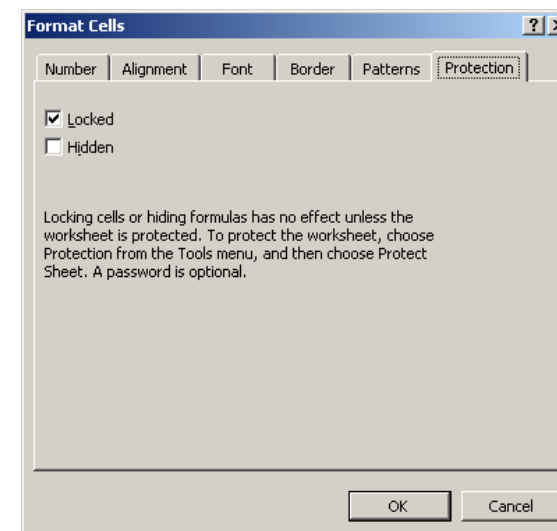 Format Cells
Number Alignment Font Border Patterns Protection
Locked
Hidden
Locking cells or hiding formulas has no effect unless the
worksheet is protected. To protect the worksheet, choose
Protection from the Tools menu, and then choose Protect
Sheet. A password is optional.
OK Cancel